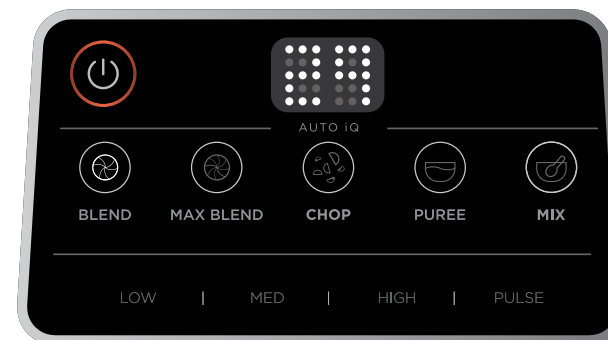 AUTO iQ
BLEND MAX BLEND CHOP PUREE MIX
LOW | MED | HIGH | PULSE